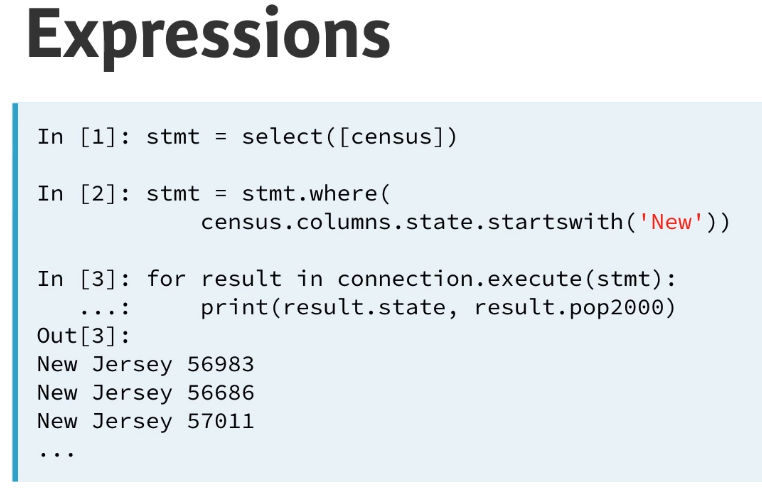 Expressions
In [1]: stmt = select([census])
In [2]: stmt = stmt.where(
census.columns.state.startswith('New'))
In [3]: for result in connection.execute(stmt):
...:     print(result.state, result.pop2000)
Out[3]:
New Jersey 56983
New Jersey 56686
New Jersey 57011
...